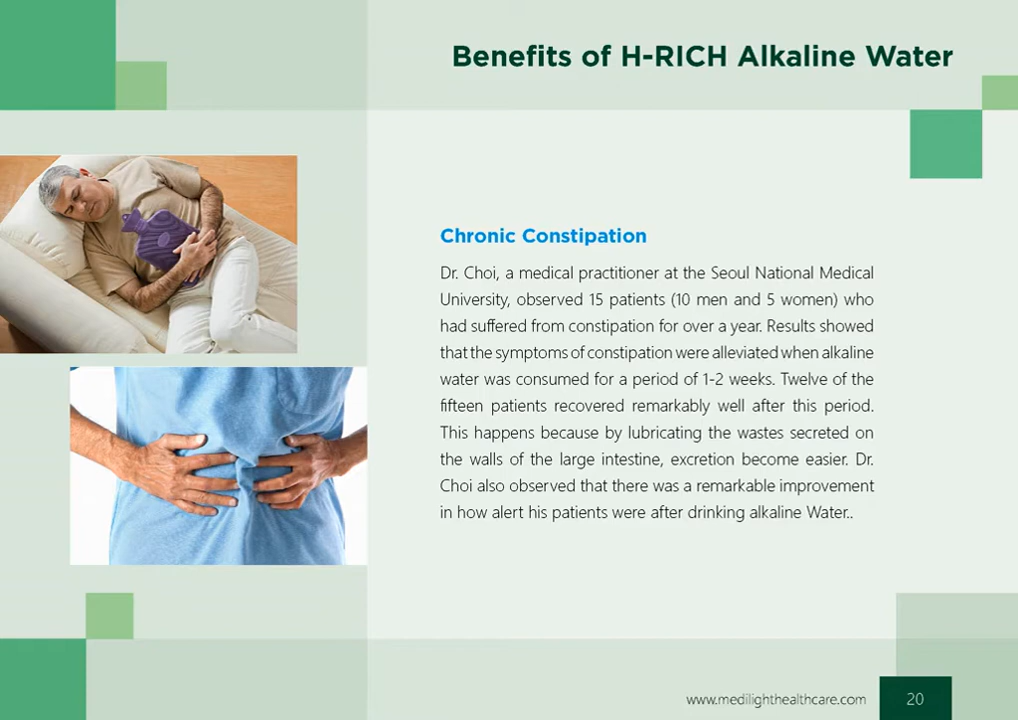 Benefits of H-RICH Alkaline Water
Chronic Constipation
Dr. Choi, a medical practitioner at the Seoul National Medical
University, observed 15 patients (10 men and 5 women) who
had suffered from constipation for over a year. Results showed
that the symptoms of constipation were alleviated when alkaline
water was consumed for a period of 1-2 weeks. Twelve of the
fifteen patients recovered remarkably well after this period.
This happens because by lubricating the wastes secreted on
the walls of the large intestine, excretion become easier. Dr.
Choi also observed that there was a remarkable improvement
in how alert his patients were after drinking alkaline Water..
www.medilighthealthcare.com
20